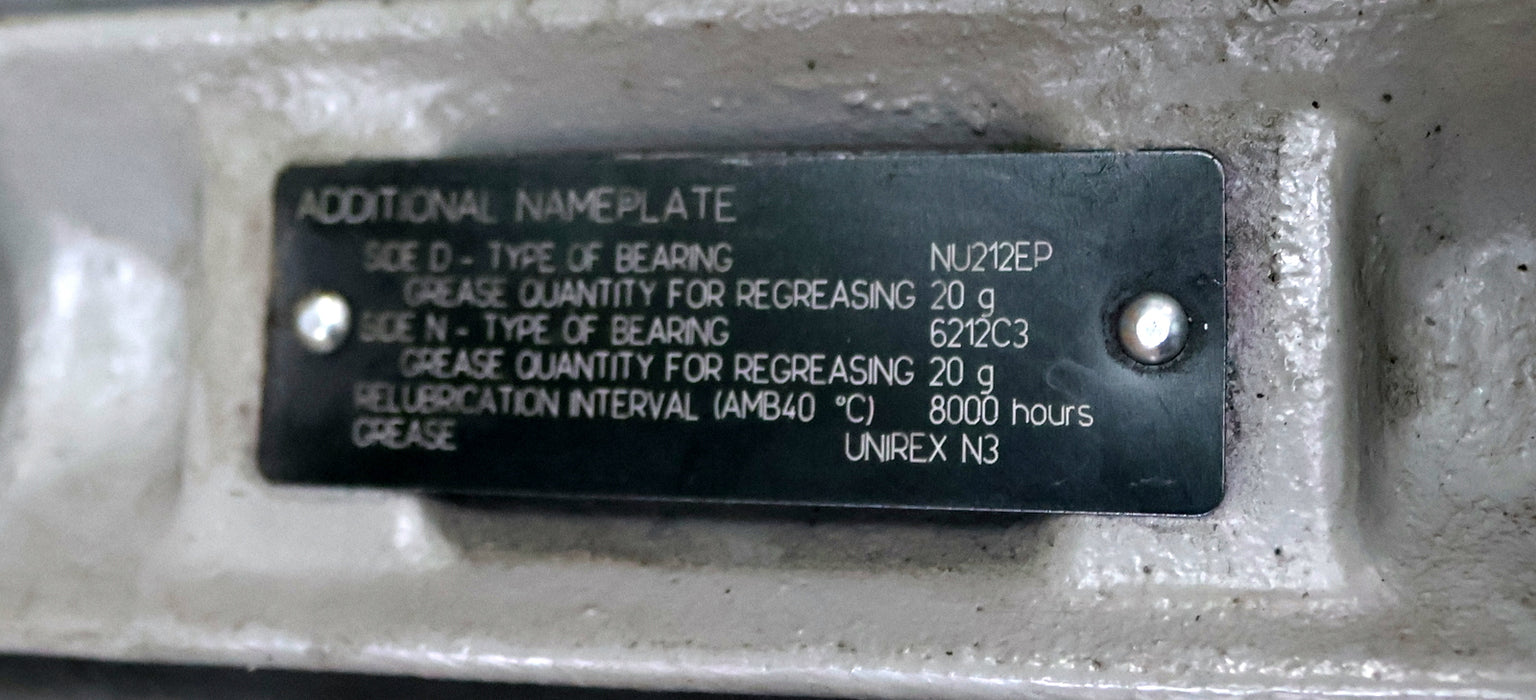 ADDITIONAL NAMEPLATE
SIDE D - TYPE OF BEARING NU212EP
GREASE QUANTITY FOR REGREASING 20 g
SIDE N - TYPE OF BEARING 6212C3
GREASE QUANTITY FOR REGREASING 20 g
RELUBRICATION INTERVAL (AMB40 °C) 8000 hours
GREASE UNIREX N3